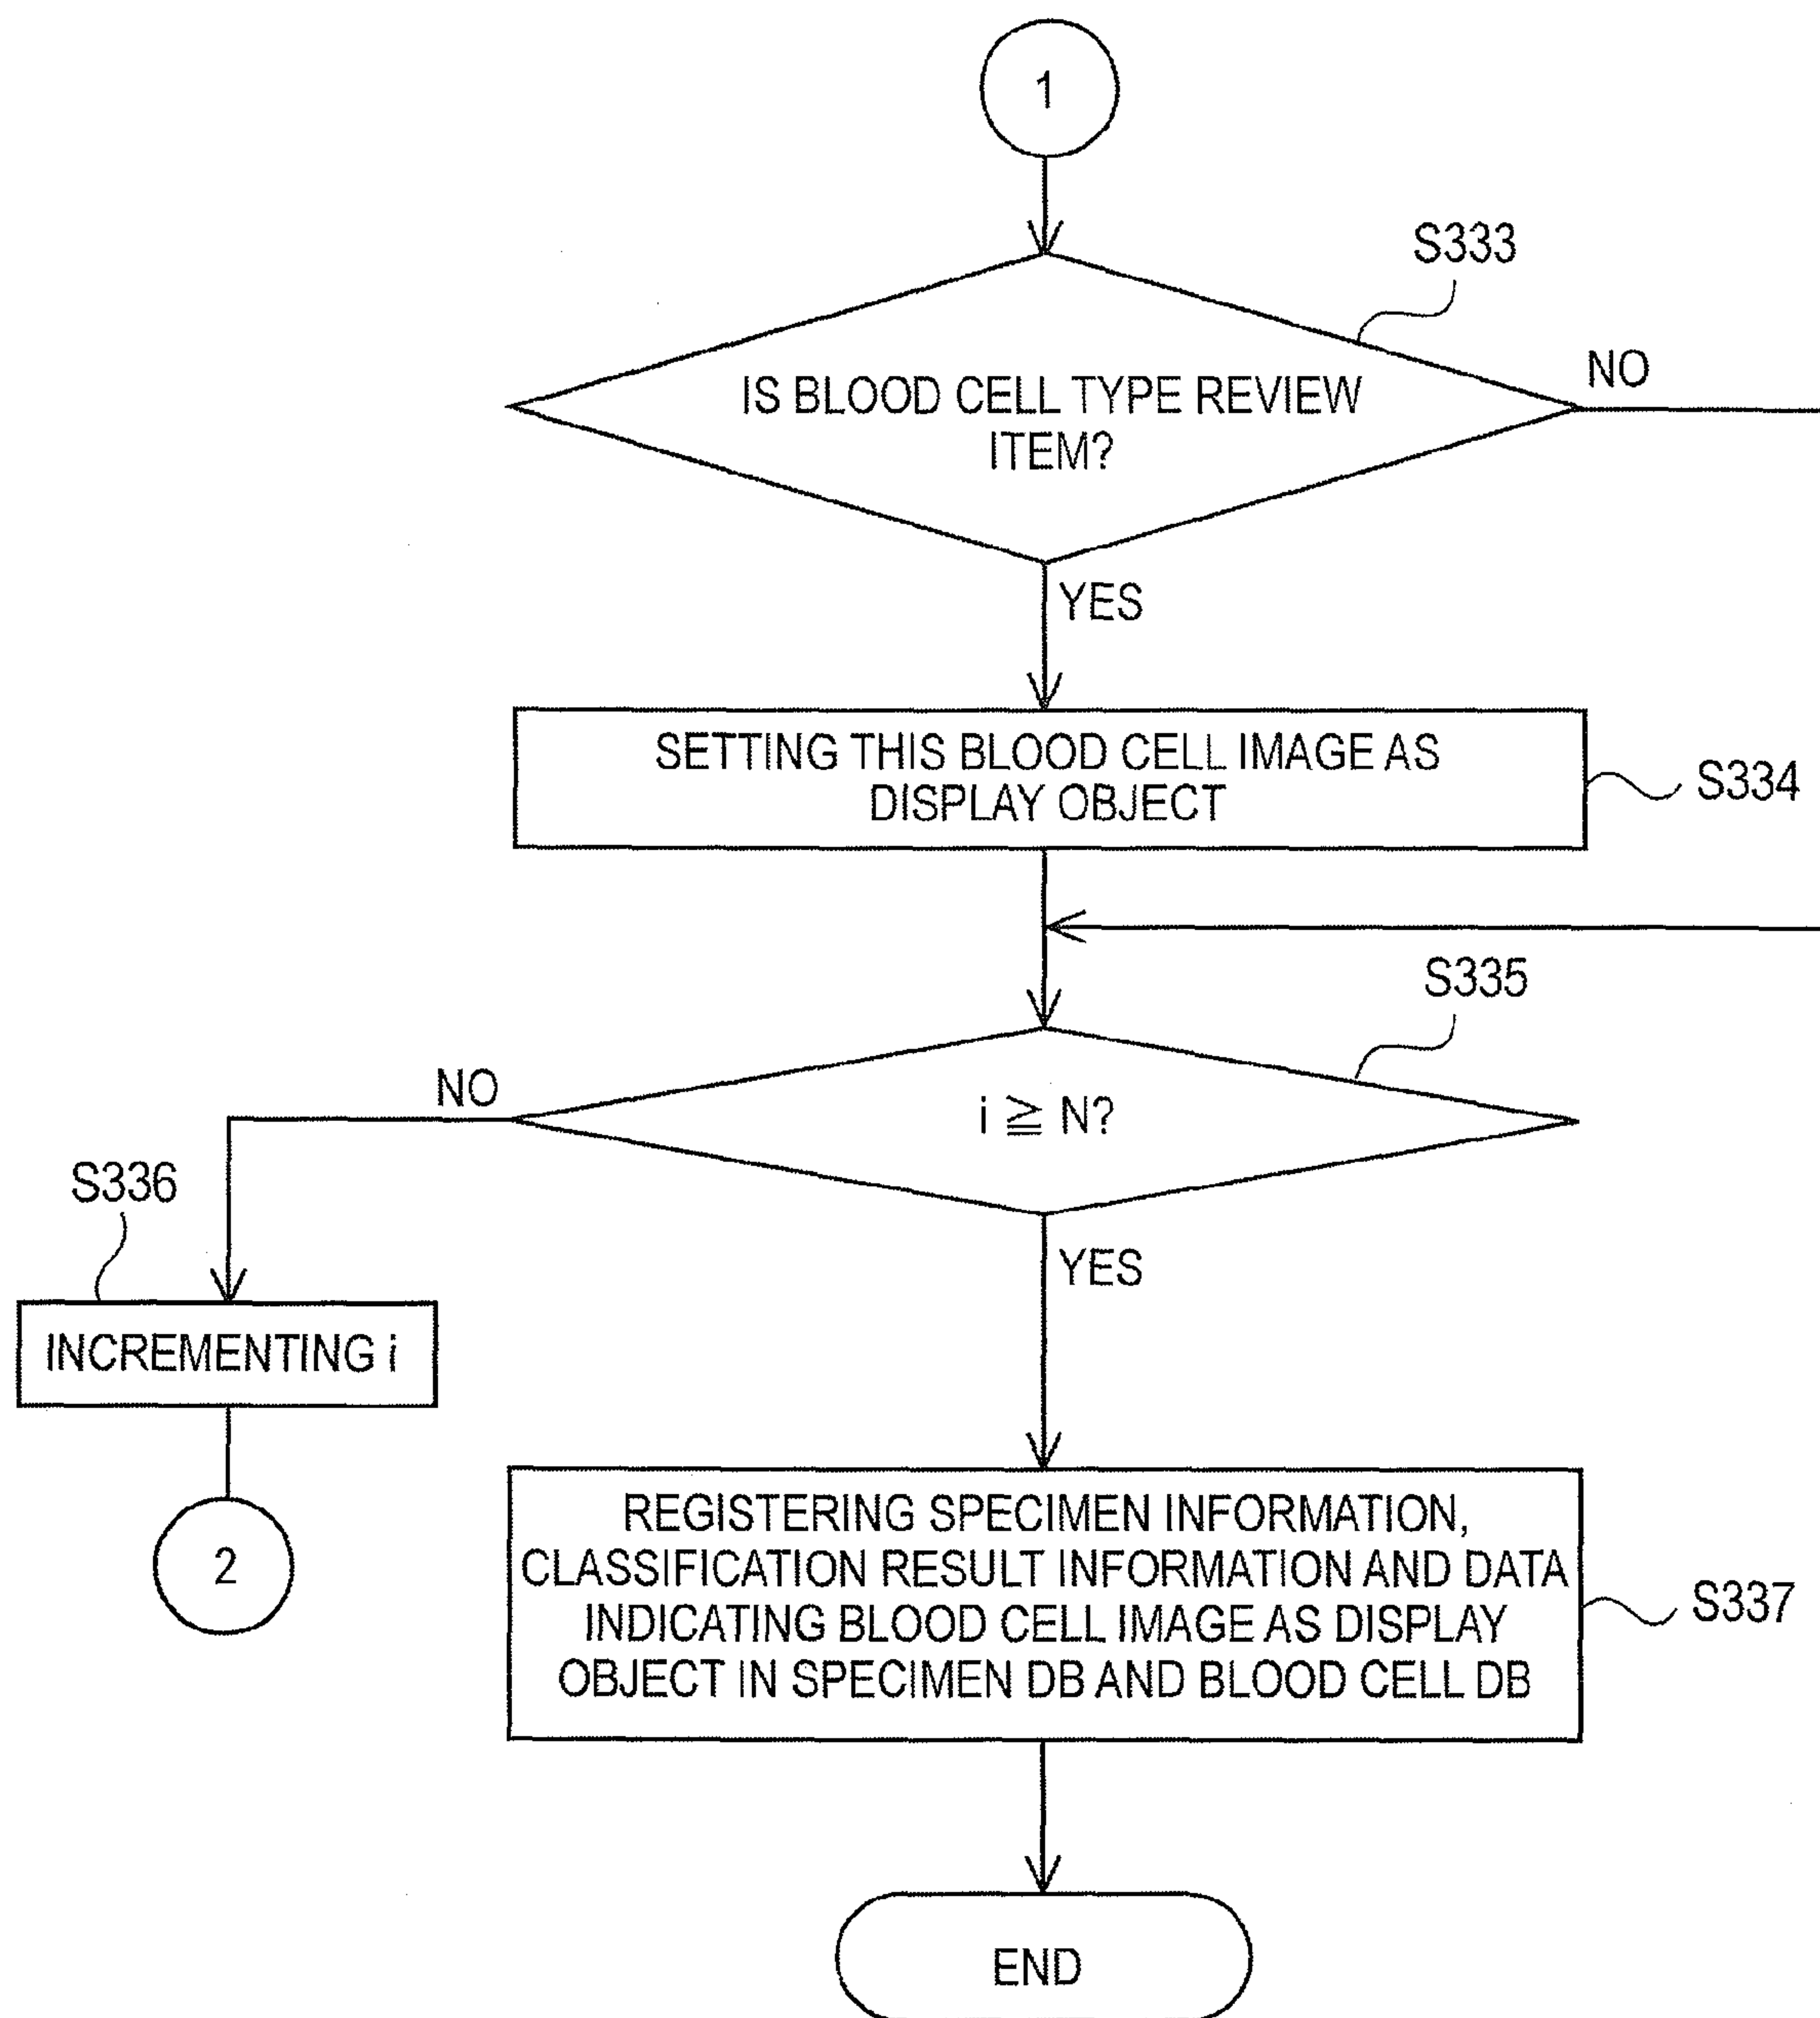 1
S333
IS BLOOD CELL TYPE REVIEW
ITEM?
NO
YES
SETTING THIS BLOOD CELL IMAGE AS
DISPLAY OBJECT
S334
S335
i ≧ N?
NO
YES
S336
INCREMENTING i
2
REGISTERING SPECIMEN INFORMATION,
CLASSIFICATION RESULT INFORMATION AND DATA
INDICATING BLOOD CELL IMAGE AS DISPLAY
OBJECT IN SPECIMEN DB AND BLOOD CELL DB
S337
END